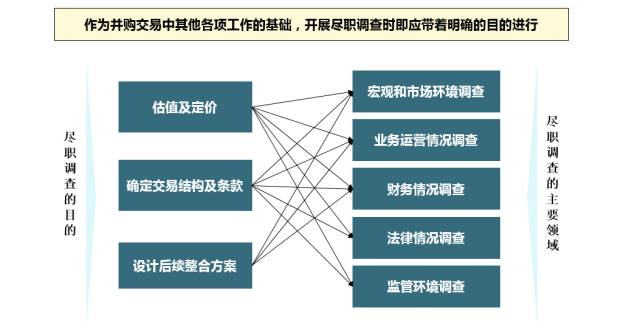 作为并购交易中其他各项工作的基础，开展尽职调查时即应带着明确的目的进行
尽职调查的目的
估值及定价
确定交易结构及条款
设计后续整合方案
宏观和市场环境调查
业务运营情况调查
财务情况调查
法律情况调查
监管环境调查
尽职调查的主要领域